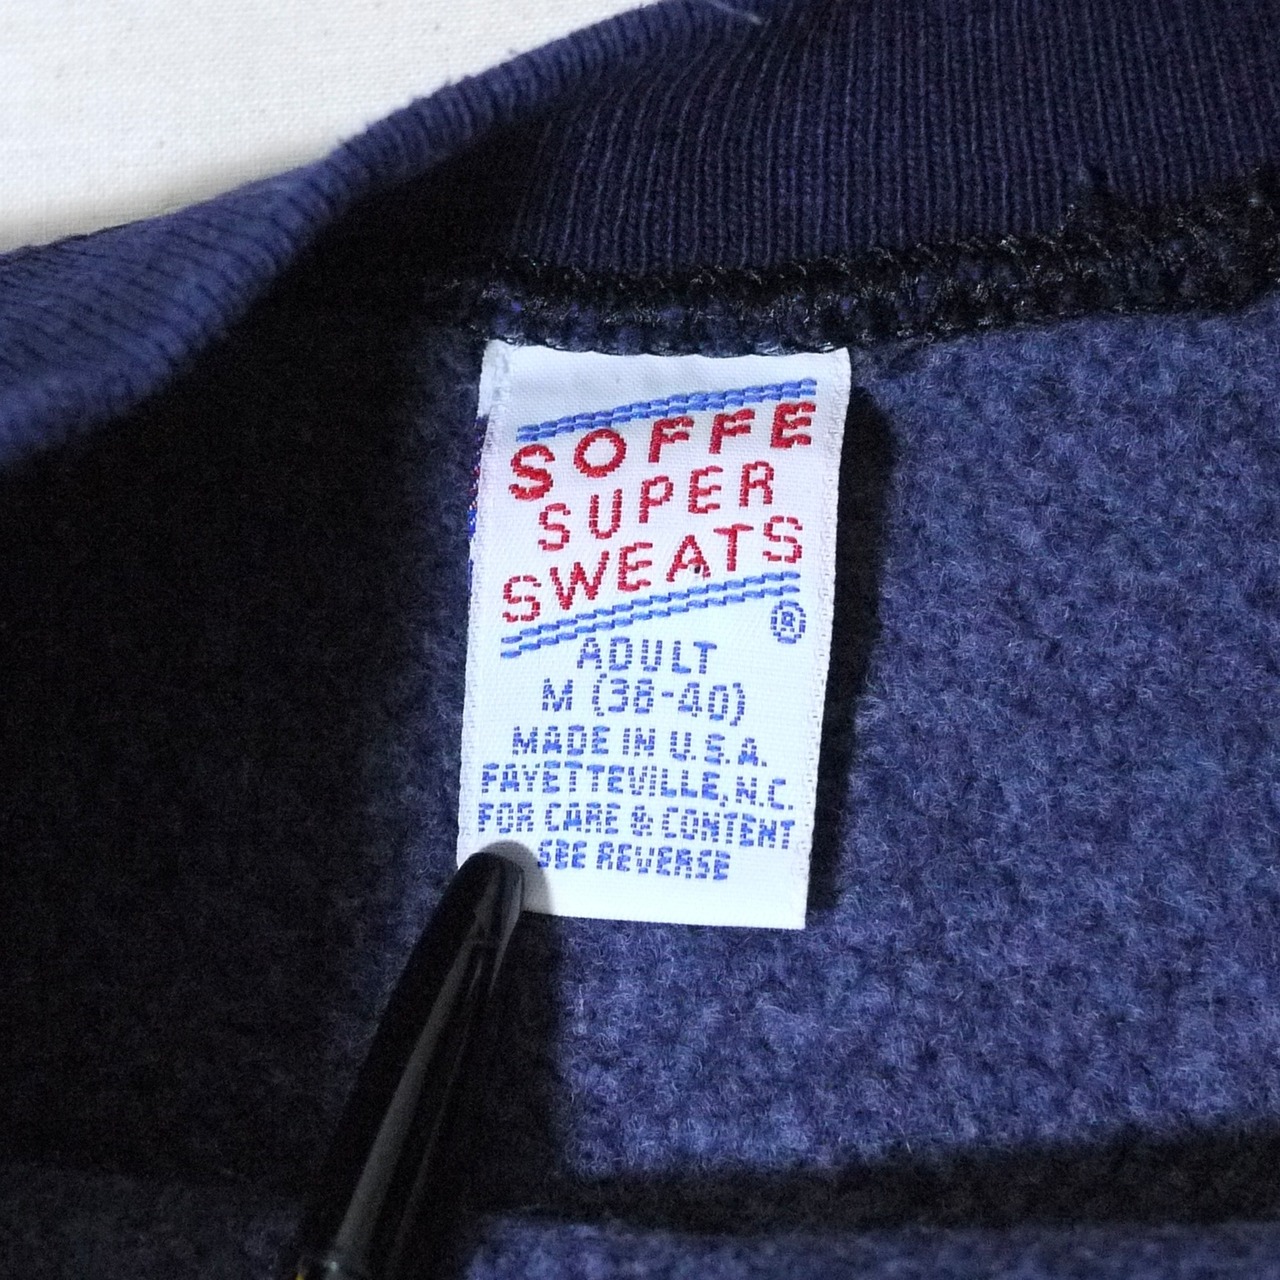 SOFFE
SUPER
SWEATS
®
ADULT
M (38-40)
MADE IN U.S.A.
FAYETTEVILLE, N.C.
FOR CARE & CONTENT
SEE REVERSE